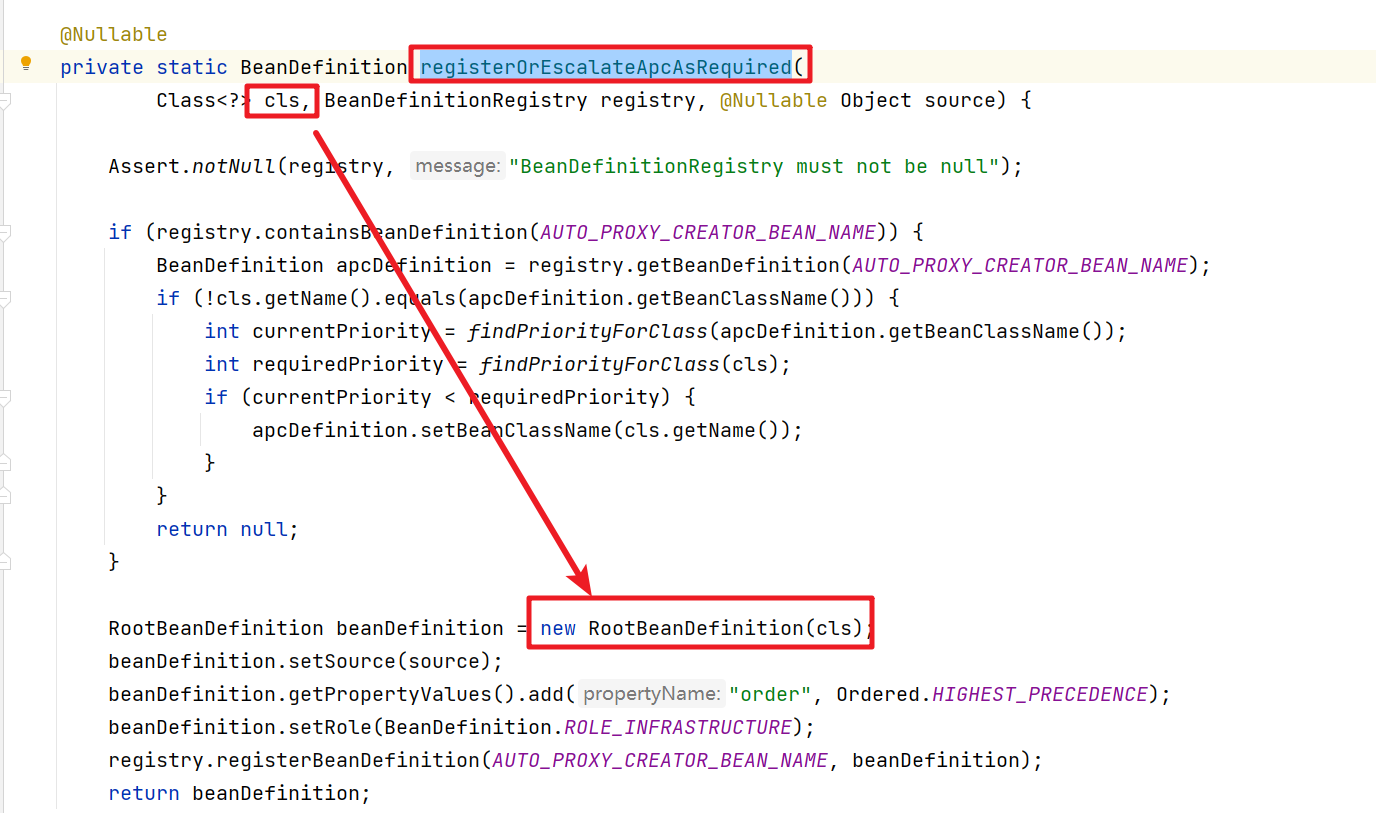 @Nullable
private static BeanDefinition registerOrEscalateApcAsRequired(
Class<?> cls, BeanDefinitionRegistry registry, @Nullable Object source) {
Assert.notNull(registry, message: "BeanDefinitionRegistry must not be null");
if (registry.containsBeanDefinition(AUTO_PROXY_CREATOR_BEAN_NAME)) {
BeanDefinition apcDefinition = registry.getBeanDefinition(AUTO_PROXY_CREATOR_BEAN_NAME);
if (!cls.getName().equals(apcDefinition.getBeanClassName())) {
int currentPriority = findPriorityForClass(apcDefinition.getBeanClassName());
int requiredPriority = findPriorityForClass(cls);
if (currentPriority < requiredPriority) {
apcDefinition.setBeanClassName(cls.getName());
}
}
return null;
}
RootBeanDefinition beanDefinition = new RootBeanDefinition(cls);
beanDefinition.setSource(source);
beanDefinition.getPropertyValues().add( propertyName: "order", Ordered.HIGHEST_PRECEDENCE);
beanDefinition.setRole(BeanDefinition.ROLE_INFRASTRUCTURE);
registry.registerBeanDefinition(AUTO_PROXY_CREATOR_BEAN_NAME, beanDefinition);
return beanDefinition;